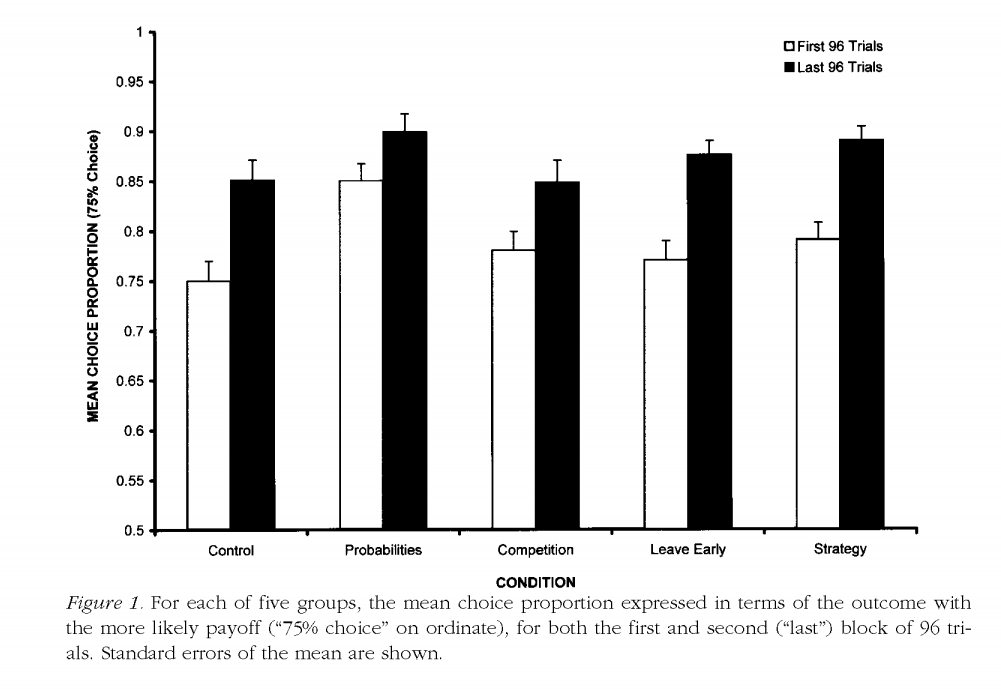 1
First 96 Trials
Last 96 Trials
0.95
0.9
0.85
0.8
0.75
0.7
0.65
0.6
0.55
0.5
MEAN CHOICE PROPORTION (75% Choice)
Control Probabilities Competition Leave Early Strategy
CONDITION
Figure 1. For each of five groups, the mean choice proportion expressed in terms of the outcome with
the more likely payoff (“75% choice” on ordinate), for both the first and second (“last”) block of 96 tri-
als. Standard errors of the mean are shown.